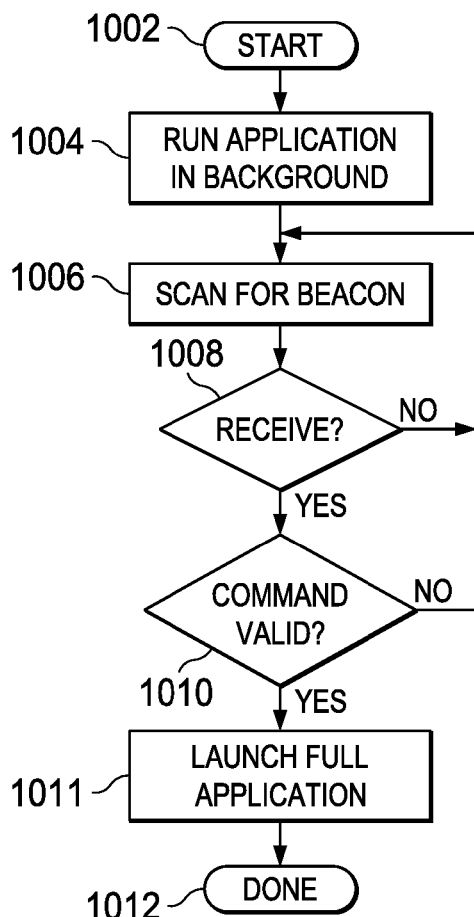 1002
START
1004
RUN APPLICATION
IN BACKGROUND
1006
SCAN FOR BEACON
1008
RECEIVE?
NO
YES
COMMAND
VALID?
NO
1010
YES
1011
LAUNCH FULL
APPLICATION
1012
DONE